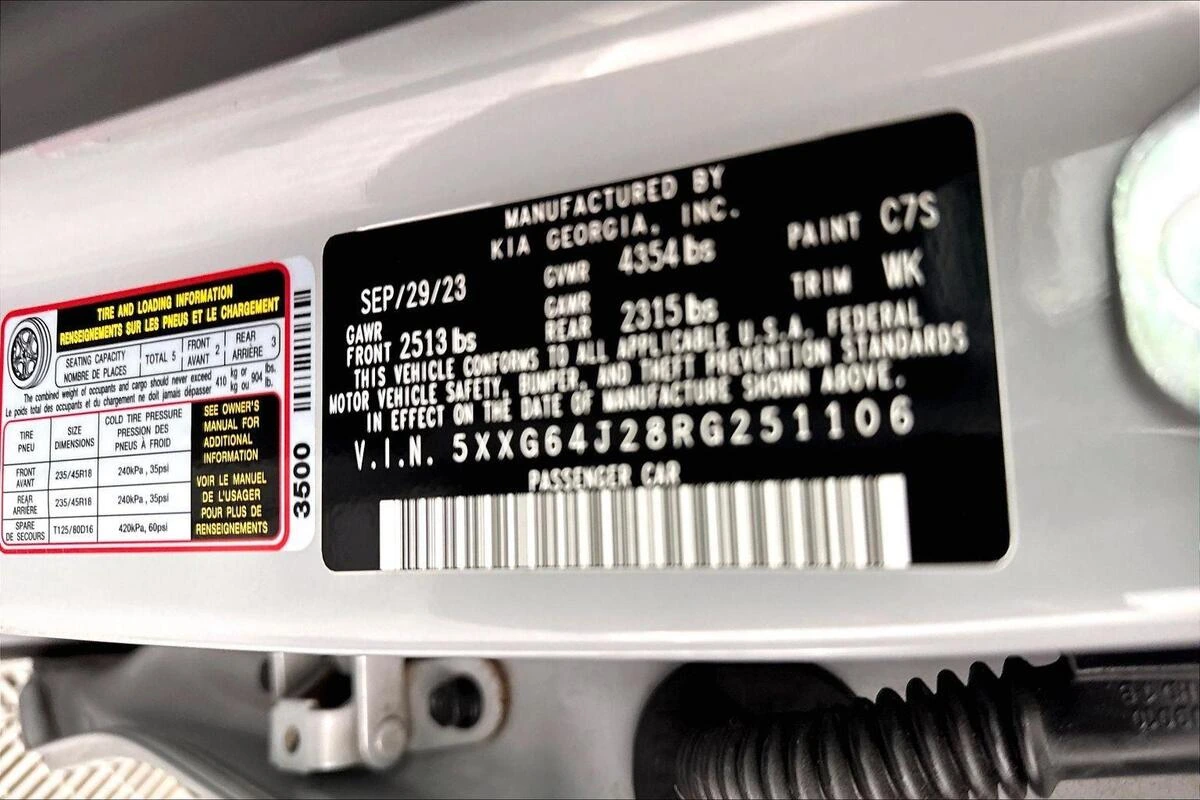 TIRE AND LOADING INFORMATION
RENSEIGNEMENTS SUR LES PNEUS ET LE CHARGEMENT
SEATING CAPACITY
NOMBRE DE PLACES
TOTAL 5
FRONT
AVANT 2
REAR
ARRIÈRE 3
The combined weight of occupants and cargo should never exceed 410 kg or 904 lbs.
Le poids total des occupants et du chargement ne doit jamais dépasser 410 kg ou 904 lb.
TIRE
PNEU
SIZE
DIMENSIONS
COLD TIRE PRESSURE
PRESSION DES
PNEUS À FROID
FRONT
AVANT
235/45R18
240kPa , 35psi
REAR
ARRIÈRE
235/45R18
240kPa , 35psi
SPARE
DE SECOURS
T125/80D16
420kPa, 60psi
SEE OWNER'S
MANUAL FOR
ADDITIONAL
INFORMATION
VOIR LE MANUEL
DE L'USAGER
POUR PLUS DE
RENSEIGNEMENTS
3500
MANUFACTURED BY
KIA GEORGIA, INC.
SEP/29/23
GVWR 4354 lbs
PAINT C7S
GAWR
FRONT 2513 lbs
GAWR
REAR 2315 lbs
TRIM WK
THIS VEHICLE CONFORMS TO ALL APPLICABLE U.S.A. FEDERAL
MOTOR VEHICLE SAFETY, BUMPER, AND THEFT PREVENTION STANDARDS
IN EFFECT ON THE DATE OF MANUFACTURE SHOWN ABOVE.
V.I.N. 5XXG64J28RG251106
PASSENGER CAR